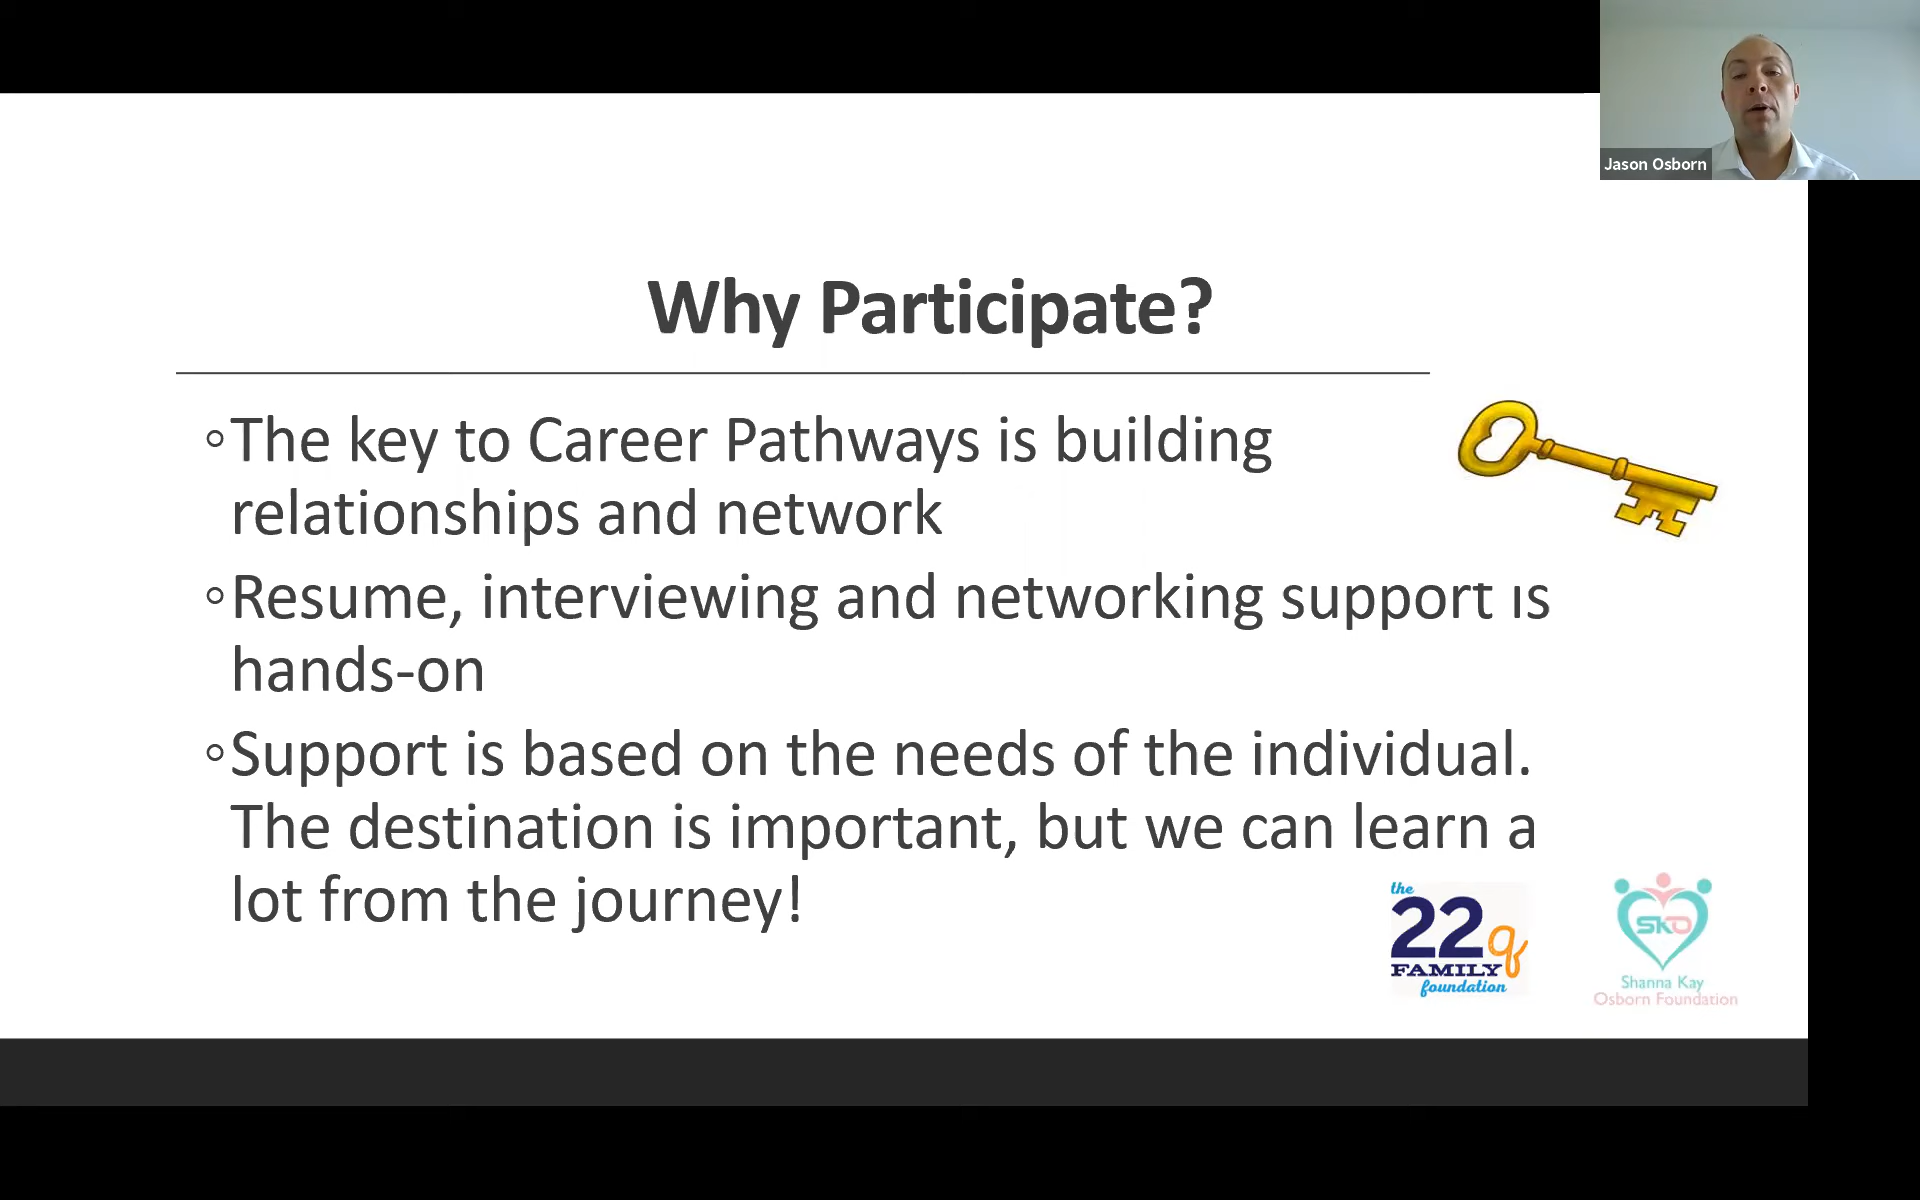 Jason Osborn
Why Participate?
◦The key to Career Pathways is building
relationships and network
◦Resume, interviewing and networking support is
hands-on
◦Support is based on the needs of the individual.
The destination is important, but we can learn a
lot from the journey!
the
22q
FAMILY
foundation
SKO
Shanna Kay
Osborn Foundation